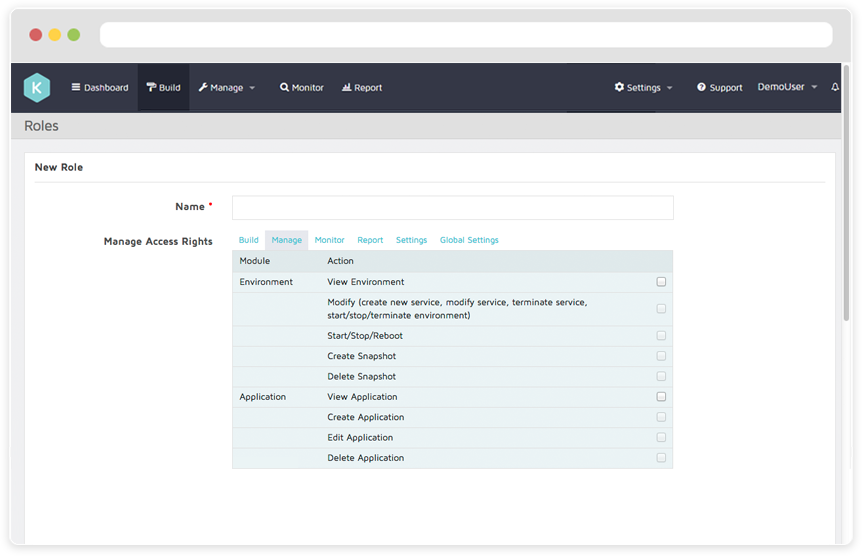 K
Dashboard Build Manage Monitor Report Settings Support DemoUser
Roles
New Role
Name *
Manage Access Rights Build Manage Monitor Report Settings Global Settings
Module Action
Environment View Environment
Modify (create new service, modify service, terminate service,
start/stop/terminate environment)
Start/Stop/Reboot
Create Snapshot
Delete Snapshot
Application View Application
Create Application
Edit Application
Delete Application